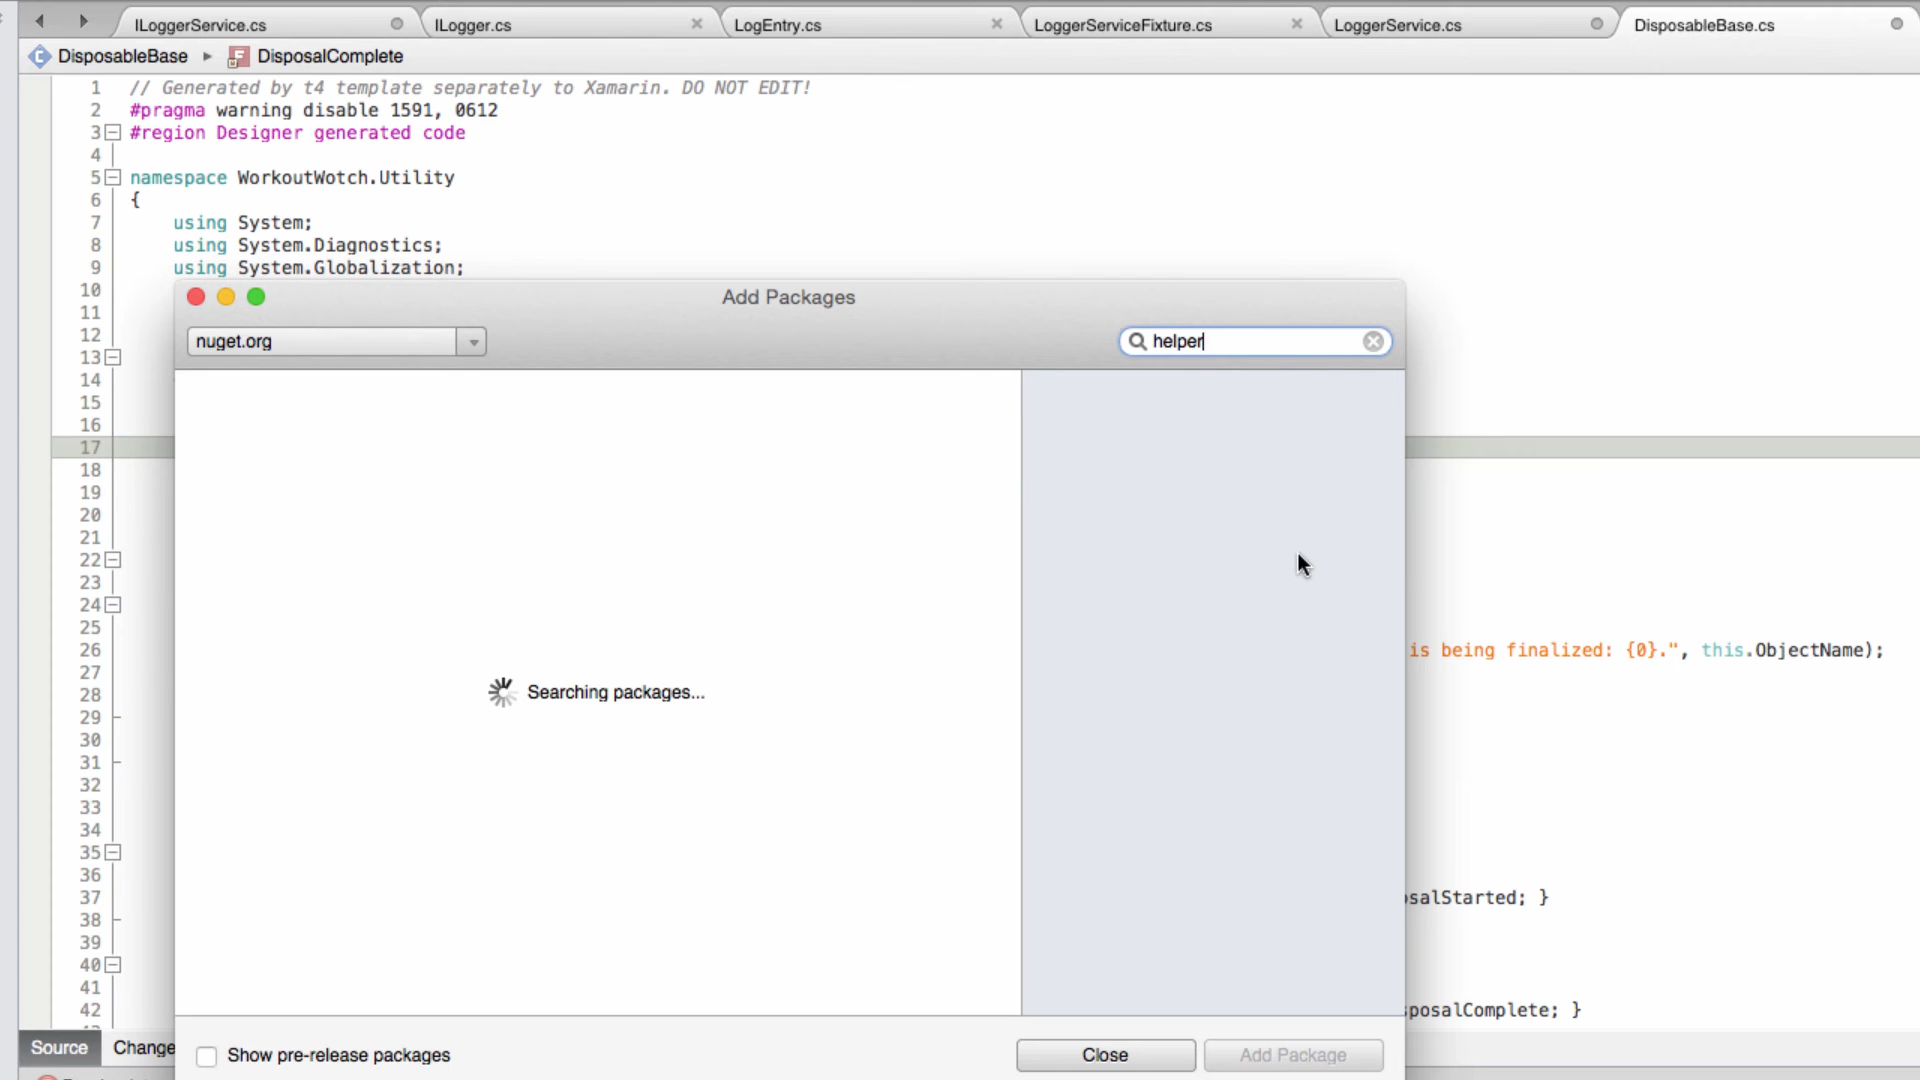 ILoggerService.cs
ILogger.cs
LogEntry.cs
LoggerServiceFixture.cs
LoggerService.cs
DisposableBase.cs
DisposableBase
DisposalComplete
1 // Generated by t4 template separately to Xamarin. DO NOT EDIT!
2 #pragma warning disable 1591, 0612
3 #region Designer generated code
4
5 namespace WorkoutWotch.Utility
6 {
7 using System;
8 using System.Diagnostics;
9 using System.Globalization;
10
11
12
13
14
15
16
17
18
19
20
21
22
23
24
25
26 is being finalized: {0}.", this.ObjectName);
27
28
29
30
31
32
33
34
35
36
37 osalStarted; }
38
39
40
41
42 sposalComplete; }
Source
Change
Add Packages
nuget.org
helper
Searching packages...
Show pre-release packages
Close
Add Package